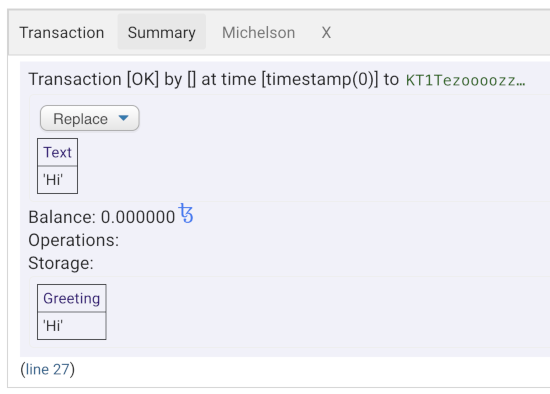 Transaction Summary Michelson X
Transaction [OK] by [] at time [timestamp(0)] to KT1Tezoooozz…
Replace
Text
'Hi'
Balance: 0.000000 ꜩ
Operations:
Storage:
Greeting
'Hi'
(line 27)